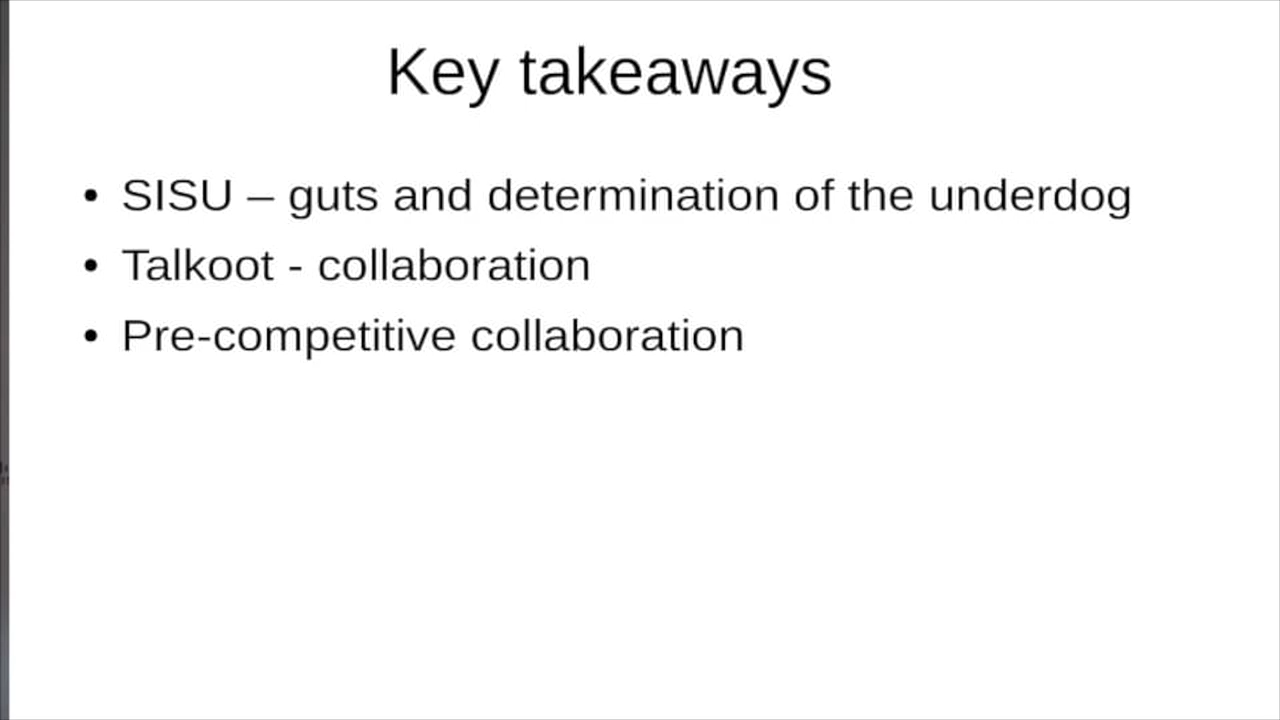 Key takeaways
• SISU – guts and determination of the underdog
• Talkoot - collaboration
• Pre-competitive collaboration